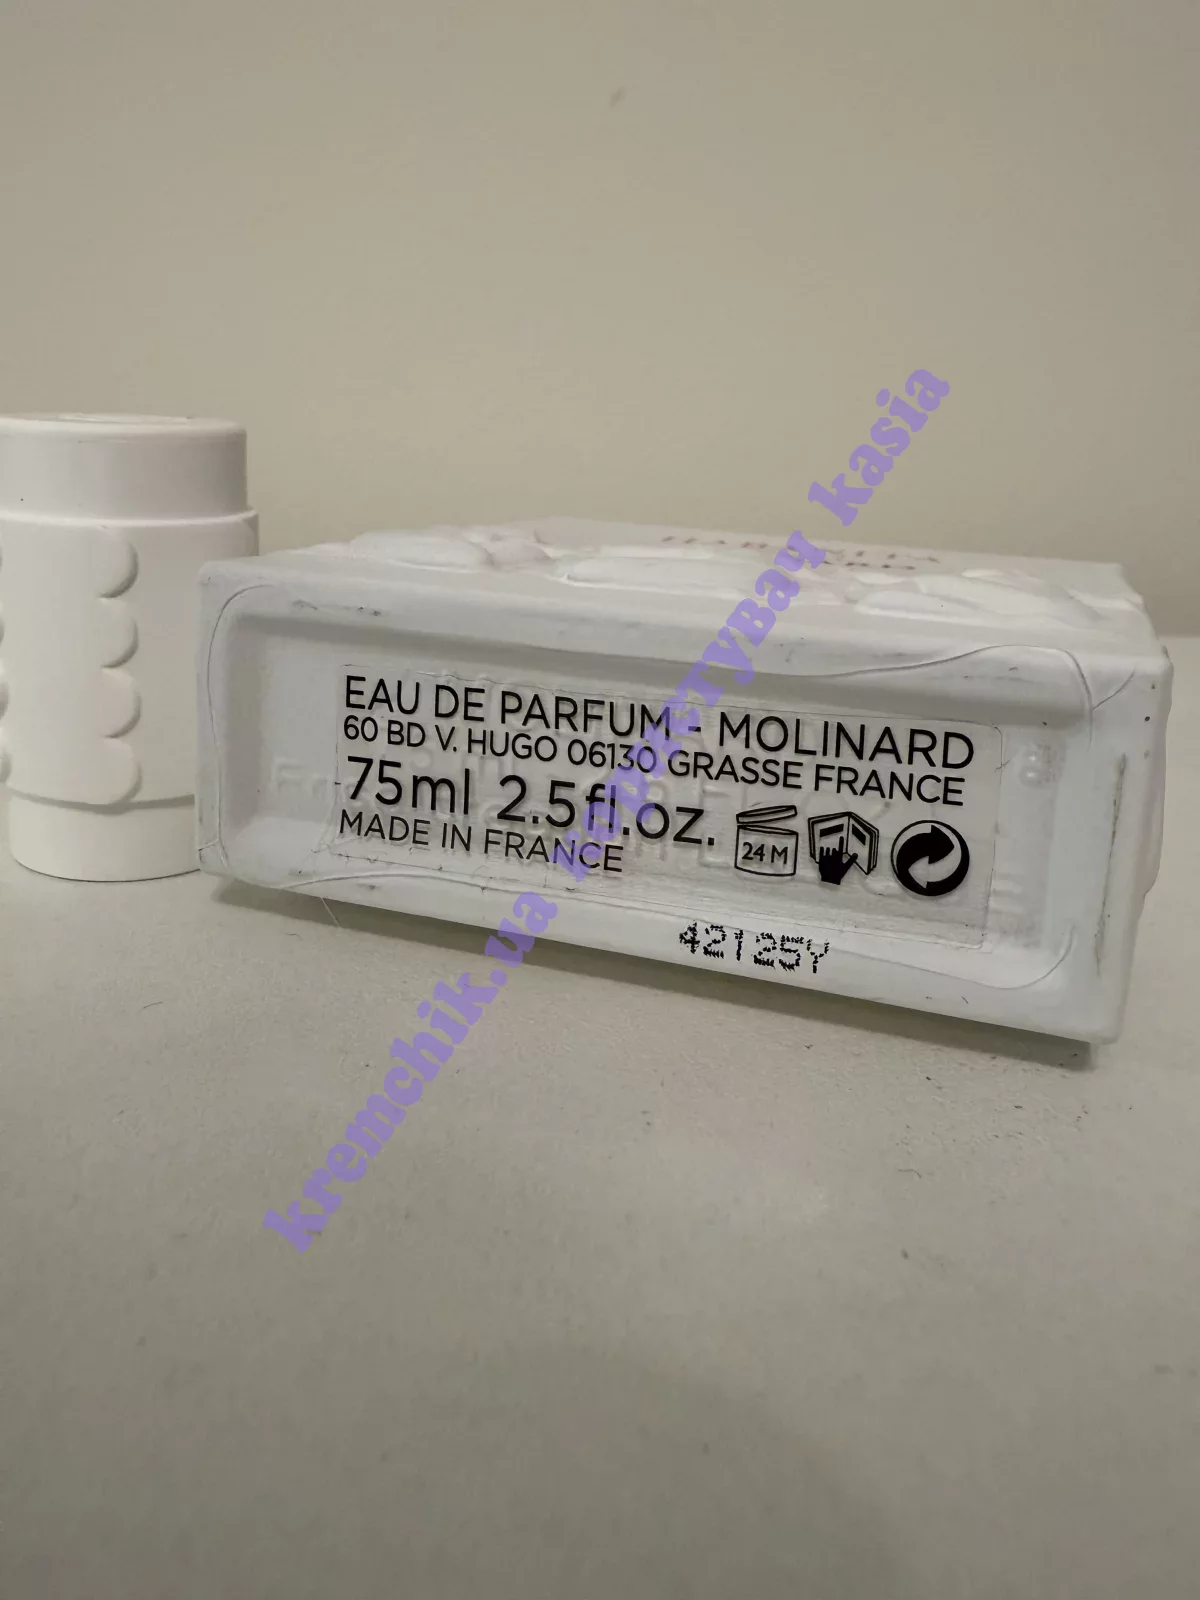 EAU DE PARFUM - MOLINARD
60 BD V. HUGO 06130 GRASSE FRANCE
75ml 2.5fl.oz.
MADE IN FRANCE
24 M
42125Y
kremchik.ua користувач kasia